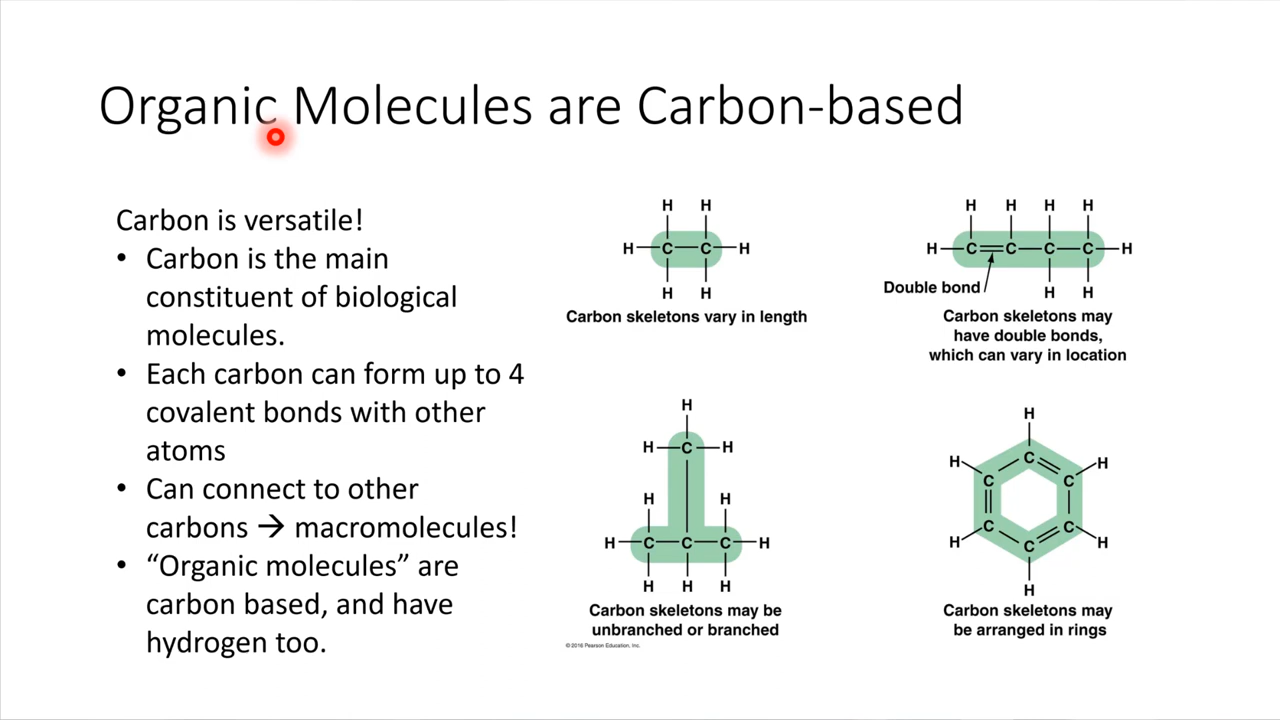 Organic Molecules are Carbon-based
Carbon is versatile!
• Carbon is the main
constituent of biological
molecules.
• Each carbon can form up to 4
covalent bonds with other
atoms
• Can connect to other
carbons → macromolecules!
• “Organic molecules” are
carbon based, and have
hydrogen too.
H H
H C C H
H H
Carbon skeletons vary in length
H H H H
H C C C C H
Double bond H H
Carbon skeletons may
have double bonds,
which can vary in location
H
H C H
H H
H C C C H
H H H
Carbon skeletons may be
unbranched or branched
© 2016 Pearson Education, Inc.
H
H C H
C C
C C
H C H
H
Carbon skeletons may
be arranged in rings